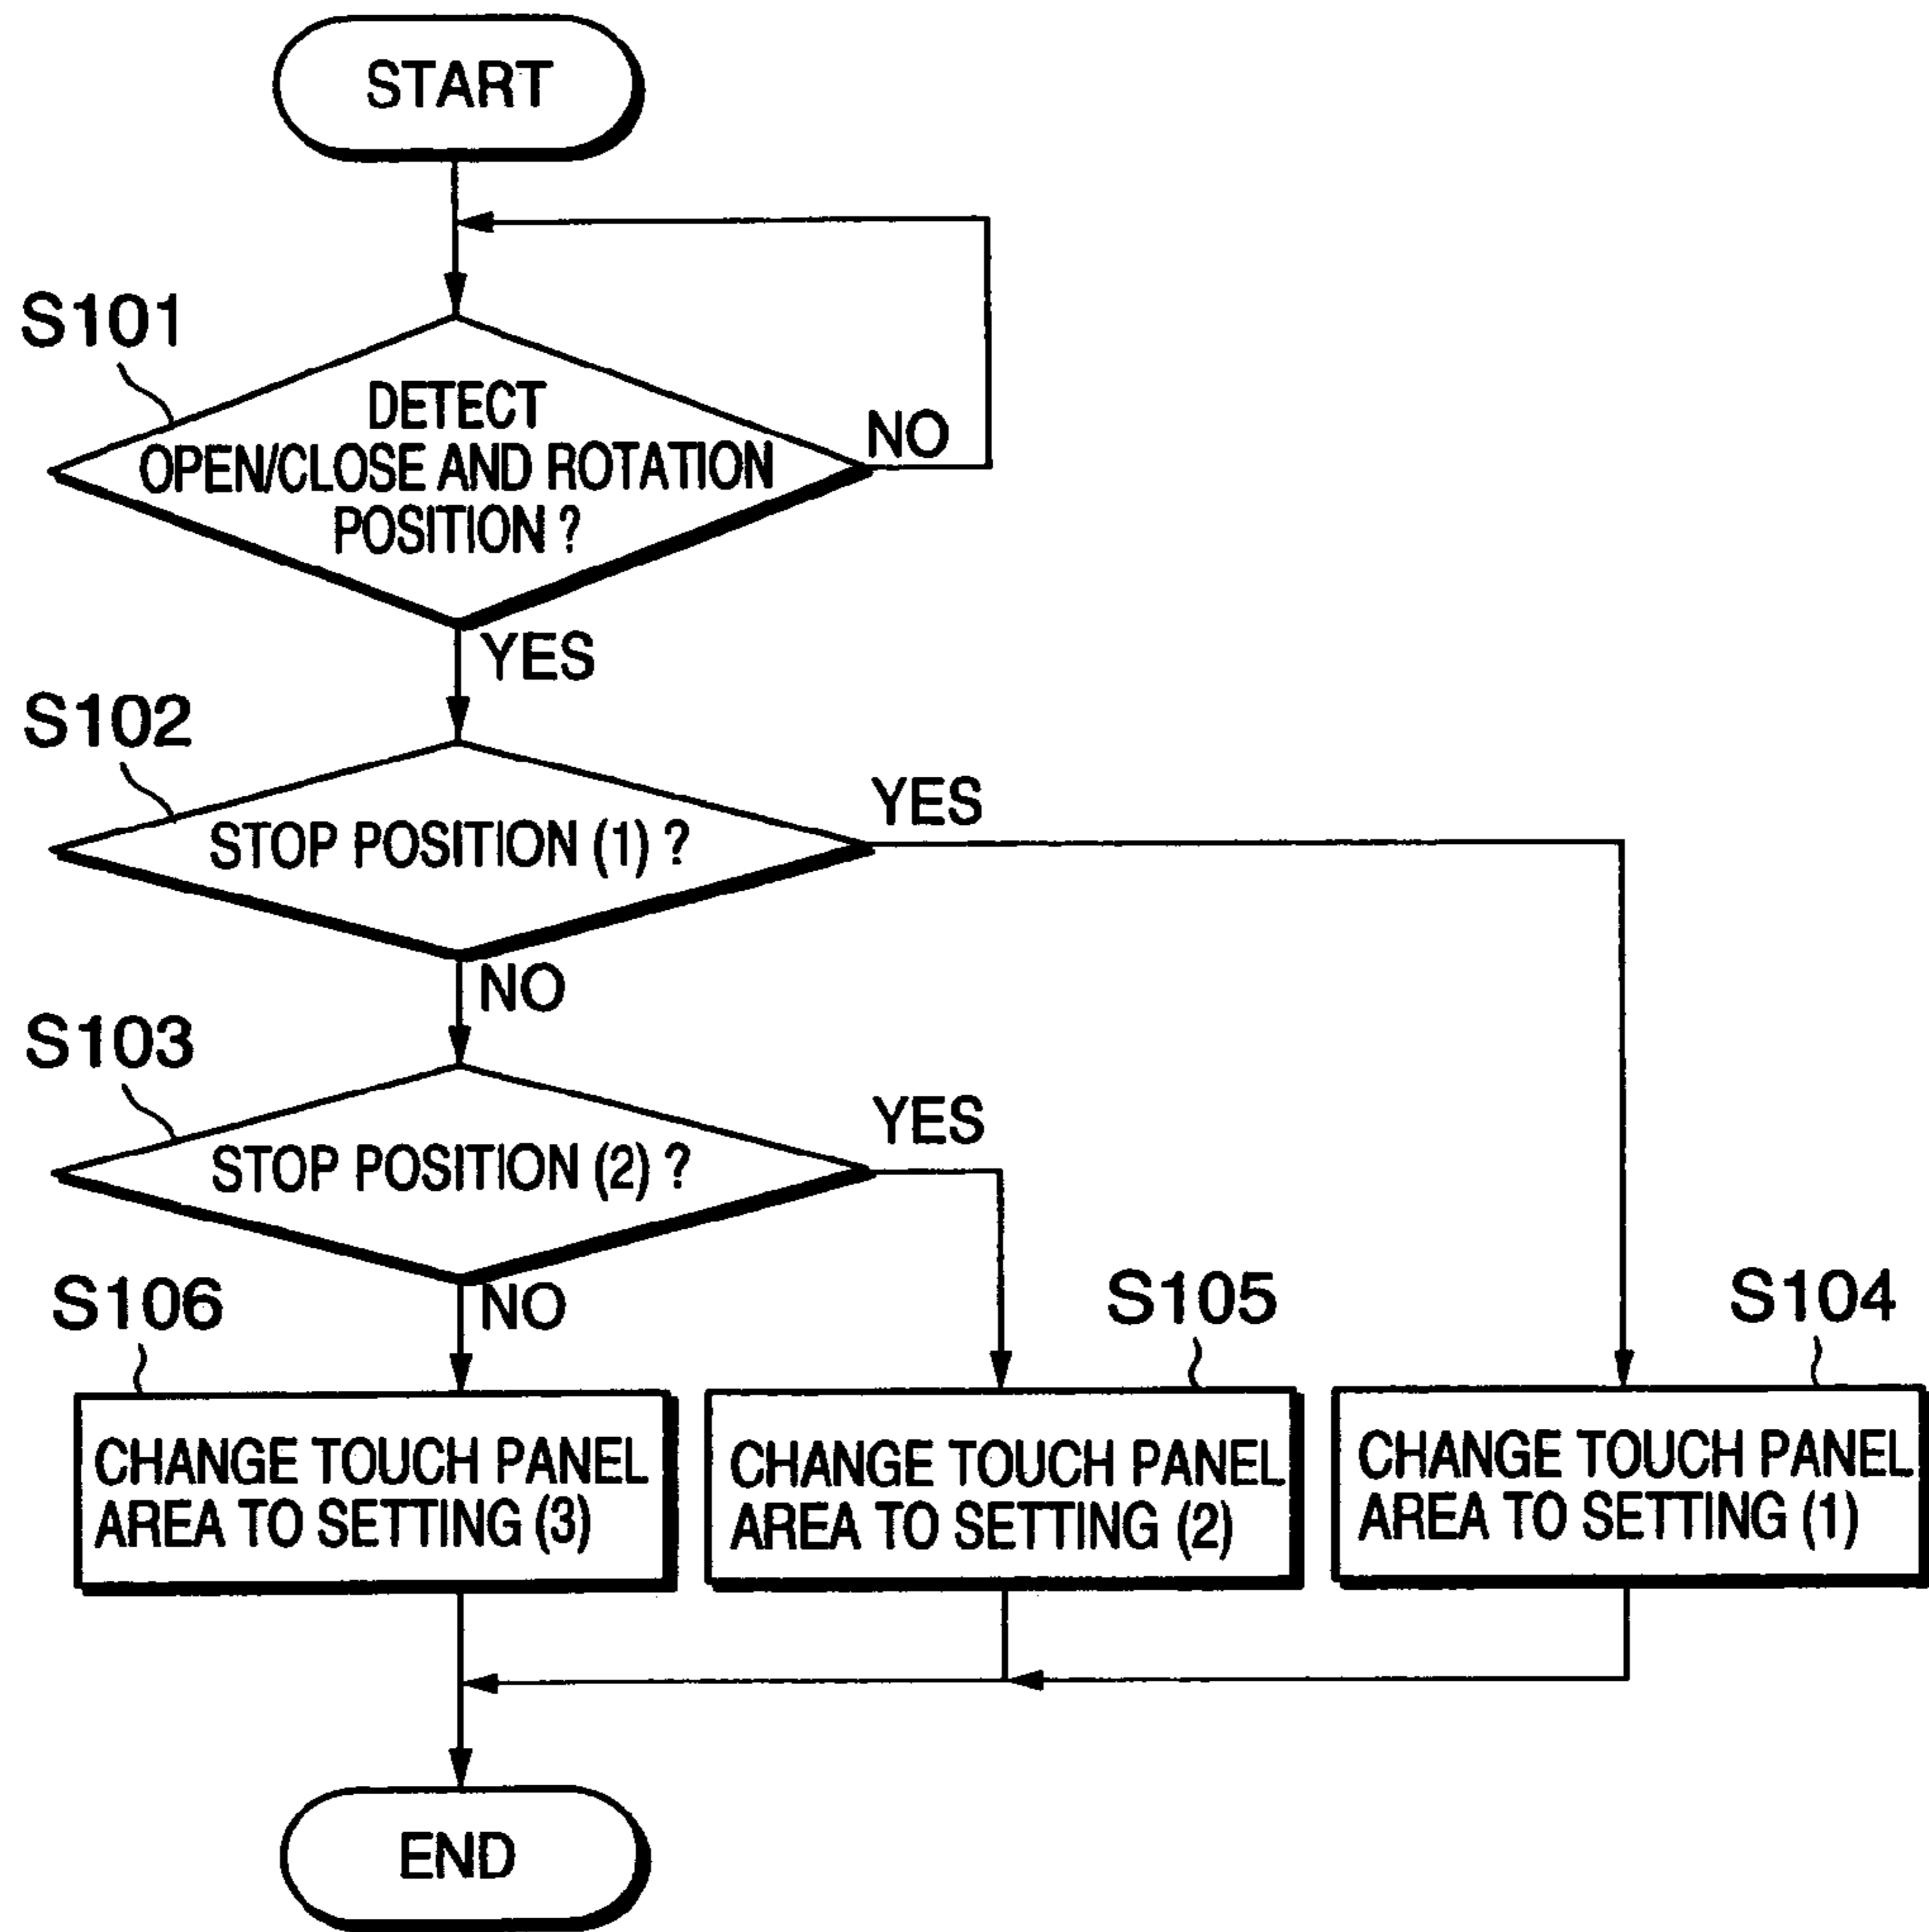 START
S101
DETECT
OPEN/CLOSE AND ROTATION
POSITION ?
NO
YES
S102
STOP POSITION (1) ?
YES
NO
S103
STOP POSITION (2) ?
YES
NO
S106
S105
S104
CHANGE TOUCH PANEL
AREA TO SETTING (3)
CHANGE TOUCH PANEL
AREA TO SETTING (2)
CHANGE TOUCH PANEL
AREA TO SETTING (1)
END